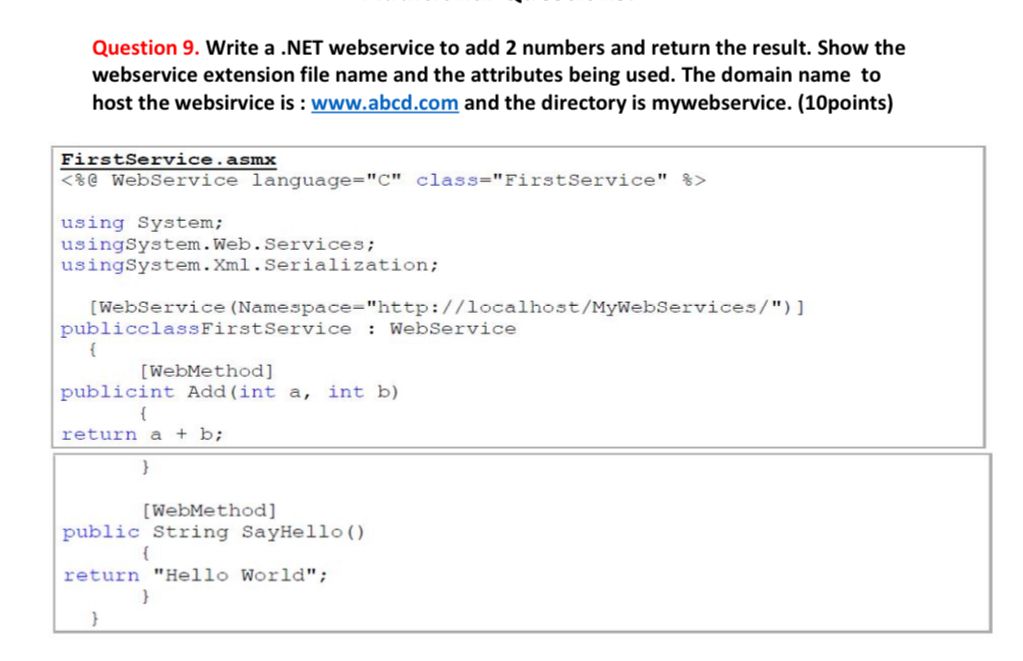 Question 9. Write a .NET webservice to add 2 numbers and return the result. Show the
webservice extension file name and the attributes being used. The domain name to
host the websirvice is : www.abcd.com and the directory is mywebservice. (10points)
FirstService.asmx
<%@ WebService language="C" class="FirstService" %>
using System;
usingSystem.Web.Services;
usingSystem.Xml.Serialization;
[WebService(Namespace="http://localhost/MyWebServices/")]
publicclassFirstService : WebService
{
[WebMethod]
publicint Add(int a, int b)
{
return a + b;
}
[WebMethod]
public String SayHello()
{
return "Hello World";
}
}